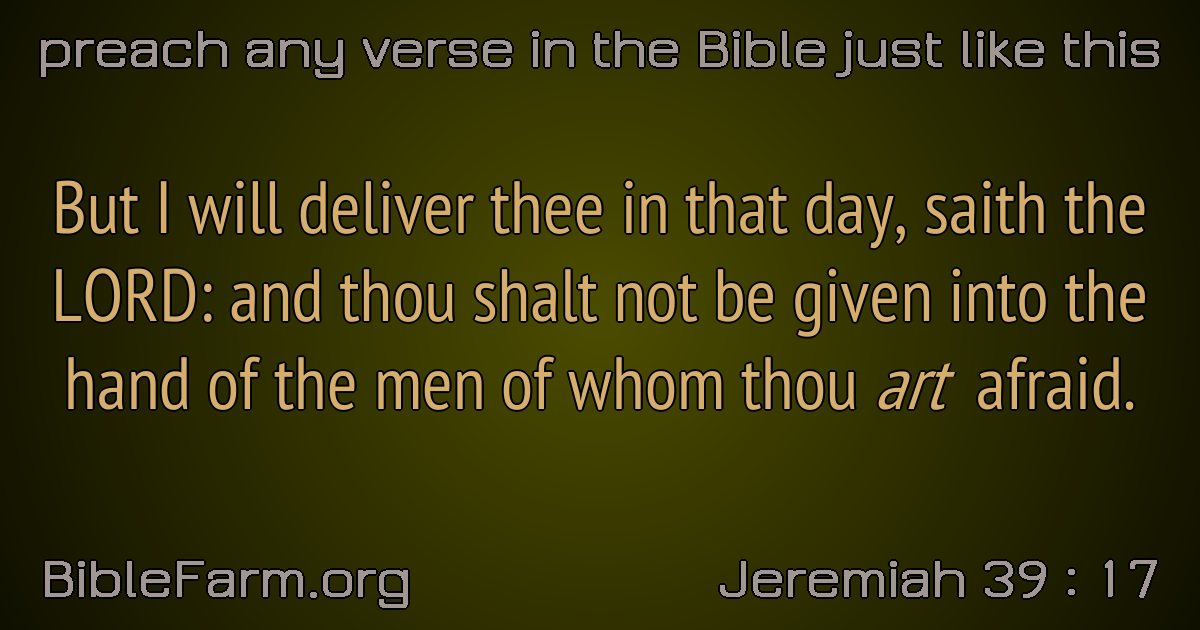 preach any verse in the Bible just like this
But I will deliver thee in that day, saith the
LORD: and thou shalt not be given into the
hand of the men of whom thou art afraid.
BibleFarm.org
Jeremiah 39 : 17